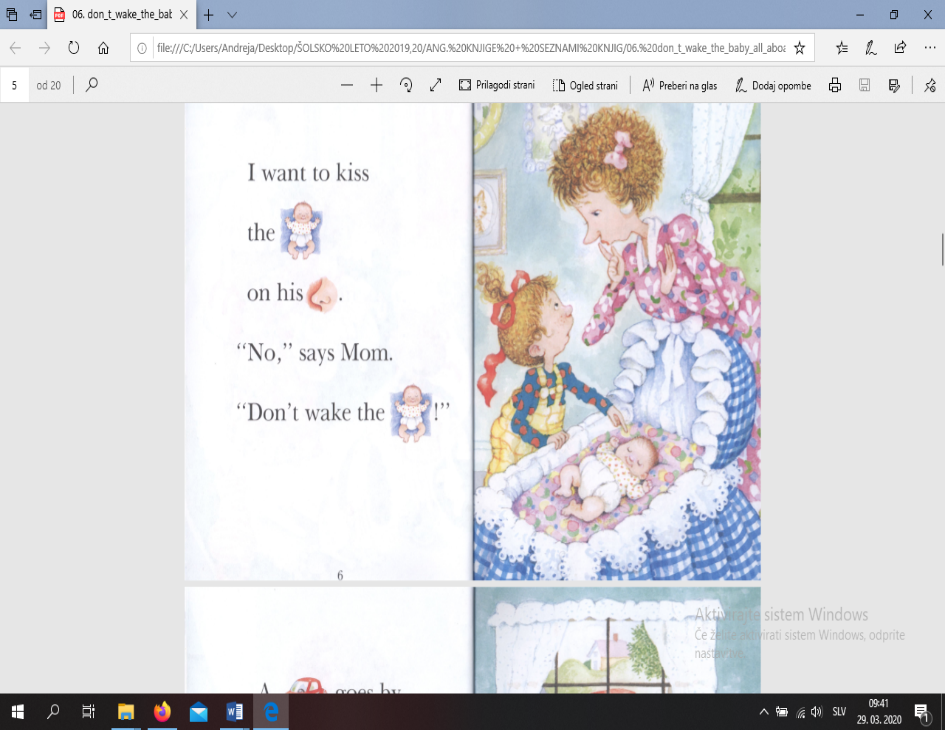 06. don_t_wake_the_bab
file:///C:/Users/Andreja/Desktop/ŠOLSKO%20LETO%202019,20/ANG.%20KNJIGE%20+%20SEZNAMI%20KNJIG/06.%20don_t_wake_the_baby_all_aboa
5 od 20
Prilagodi strani
Ogled strani
Preberi na glas
Dodaj opombe
I want to kiss
the
on his .
“No,” says Mom.
“Don’t wake the !”
6
A goes by
Aktivirajte sistem Windows
Če želite aktivirati sistem Windows, odprite
nastavitve.
SLV
09:41
29. 03. 2020
1